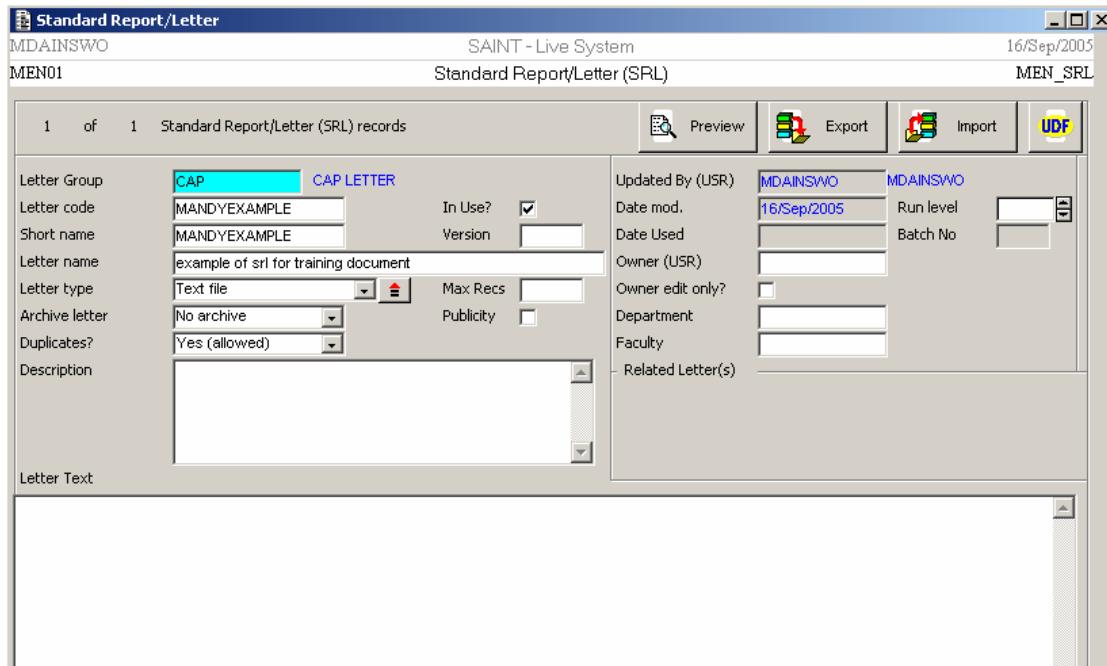 Standard Report/Letter
MDAINSWO SAINT - Live System 16/Sep/2005
MEN01 Standard Report/Letter (SRL) MEN_SRL
1 of 1 Standard Report/Letter (SRL) records Preview Export Import UDF
Letter Group CAP CAP LETTER Updated By (USR) MDAINSWO MDAINSWO
Letter code MANDYEXAMPLE In Use? Date mod. 16/Sep/2005 Run level
Short name MANDYEXAMPLE Version Date Used Batch No
Letter name example of srl for training document Owner (USR)
Letter type Text file Max Recs Owner edit only?
Archive letter No archive Publicity Department
Duplicates? Yes (allowed) Faculty
Description Related Letter(s)
Letter Text